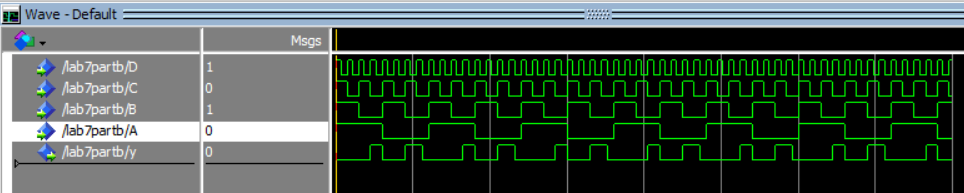 Wave - Default
Msgs
/lab7partb/D 1
/lab7partb/C 0
/lab7partb/B 1
/lab7partb/A 0
/lab7partb/y 0